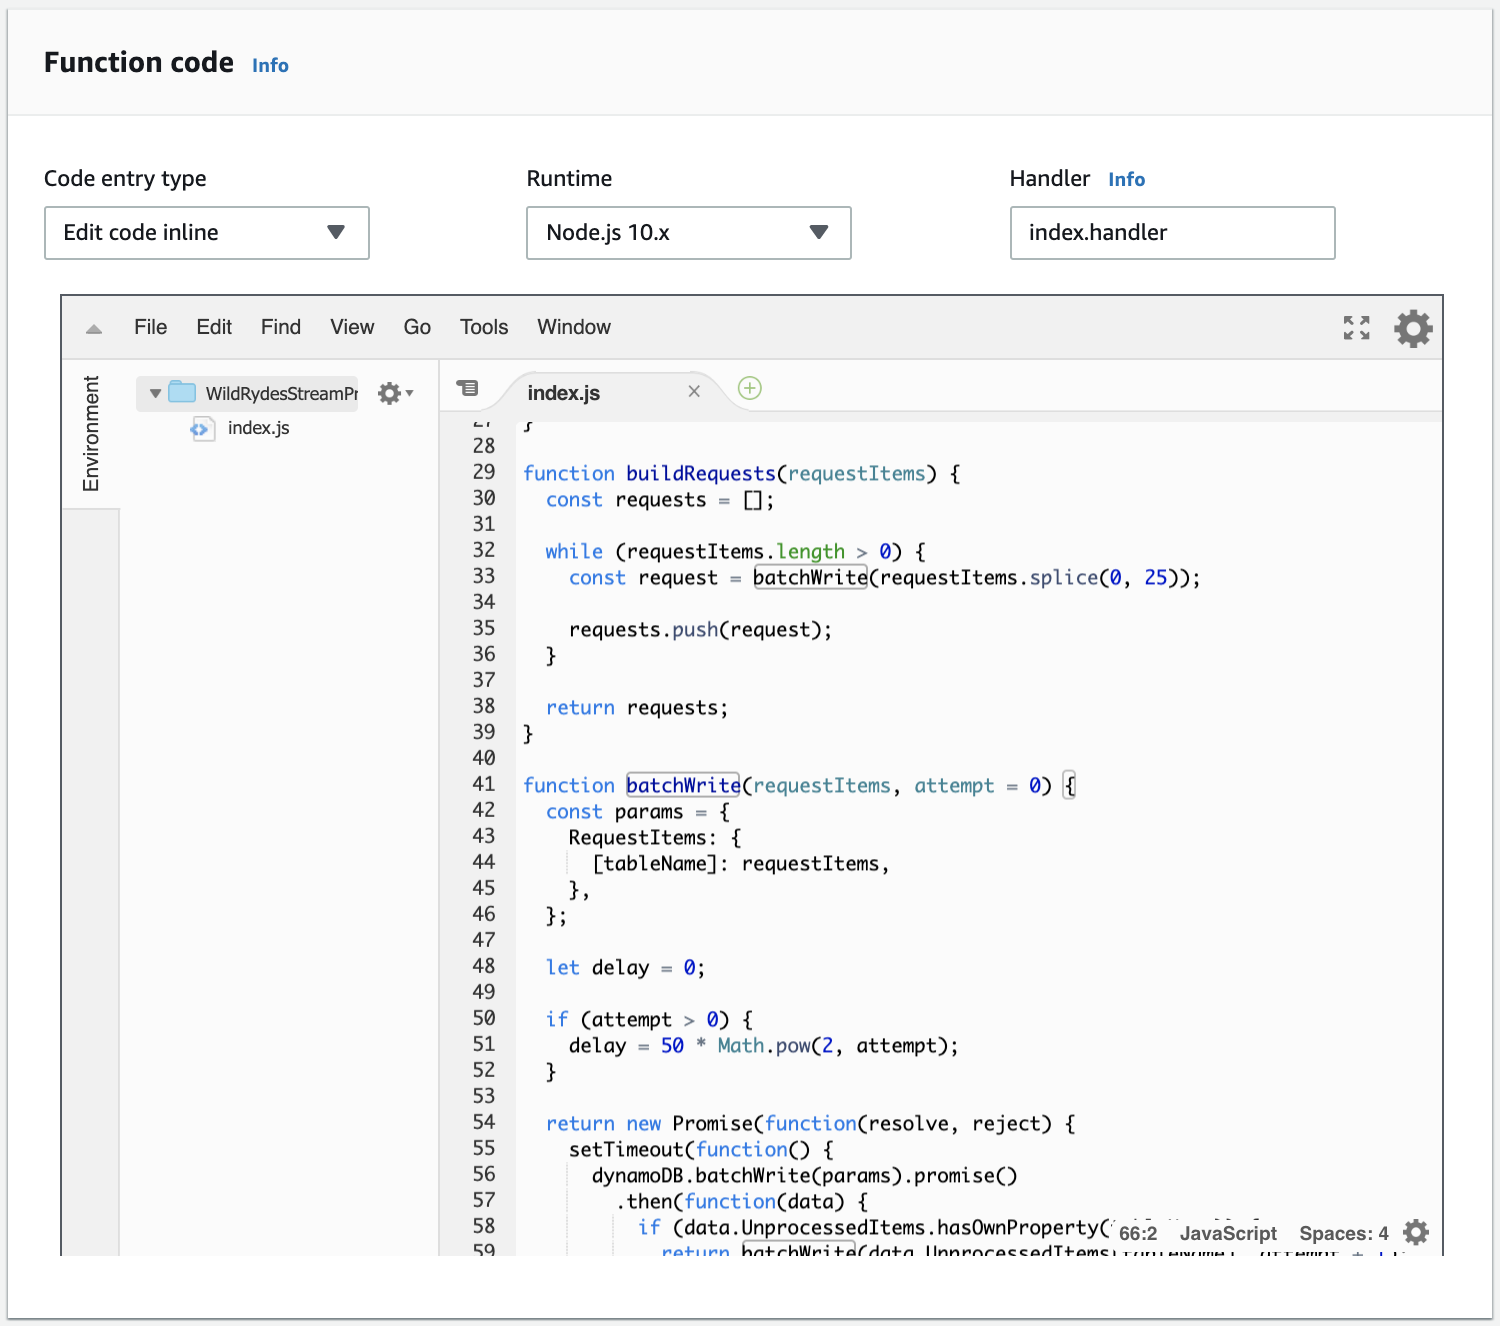 Function code Info
Code entry type Runtime Handler Info
Edit code inline Node.js 10.x index.handler
File Edit Find View Go Tools Window
Environment
WildRydesStreamPr
index.js
index.js
27 }
28
29 function buildRequests(requestItems) {
30   const requests = [];
31
32   while (requestItems.length > 0) {
33     const request = batchWrite(requestItems.splice(0, 25));
34
35     requests.push(request);
36   }
37
38   return requests;
39 }
40
41 function batchWrite(requestItems, attempt = 0) {
42   const params = {
43     RequestItems: {
44       [tableName]: requestItems,
45     },
46   };
47
48   let delay = 0;
49
50   if (attempt > 0) {
51     delay = 50 * Math.pow(2, attempt);
52   }
53
54   return new Promise(function(resolve, reject) {
55     setTimeout(function() {
56       dynamoDB.batchWrite(params).promise()
57         .then(function(data) {
58           if (data.UnprocessedItems.hasOwnProperty(
59             return batchWrite(data.UnprocessedItems[tableName], attempt + 1
66:2 JavaScript Spaces: 4